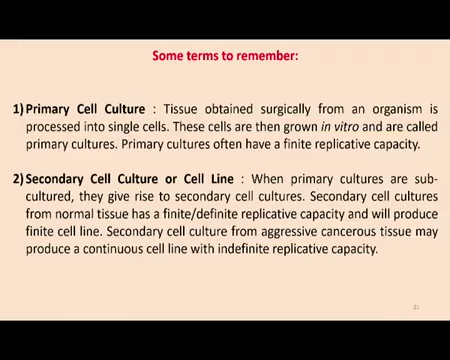 Some terms to remember:
1) Primary Cell Culture : Tissue obtained surgically from an organism is
processed into single cells. These cells are then grown in vitro and are called
primary cultures. Primary cultures often have a finite replicative capacity.
2) Secondary Cell Culture or Cell Line : When primary cultures are sub-
cultured, they give rise to secondary cell cultures. Secondary cell cultures
from normal tissue has a finite/definite replicative capacity and will produce
finite cell line. Secondary cell culture from aggressive cancerous tissue may
produce a continuous cell line with indefinite replicative capacity.